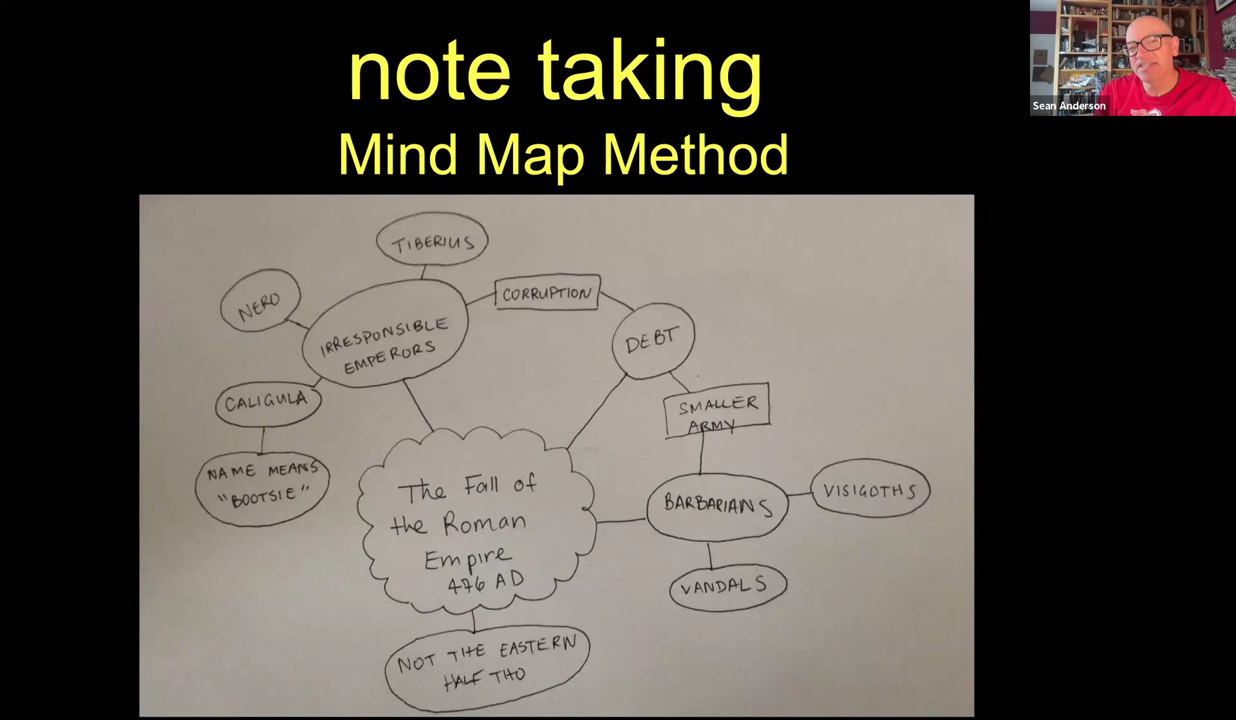 note taking
Mind Map Method
Sean Anderson
TIBERIUS
NERO
CORRUPTION
IRRESPONSIBLE
EMPERORS
DEBT
CALIGULA
SMALLER
ARMY
NAME MEANS
"BOOTSIE"
The Fall of
the Roman
Empire
476 AD
BARBARIANS
VISIGOTHS
VANDALS
NOT THE EASTERN
HALF THO